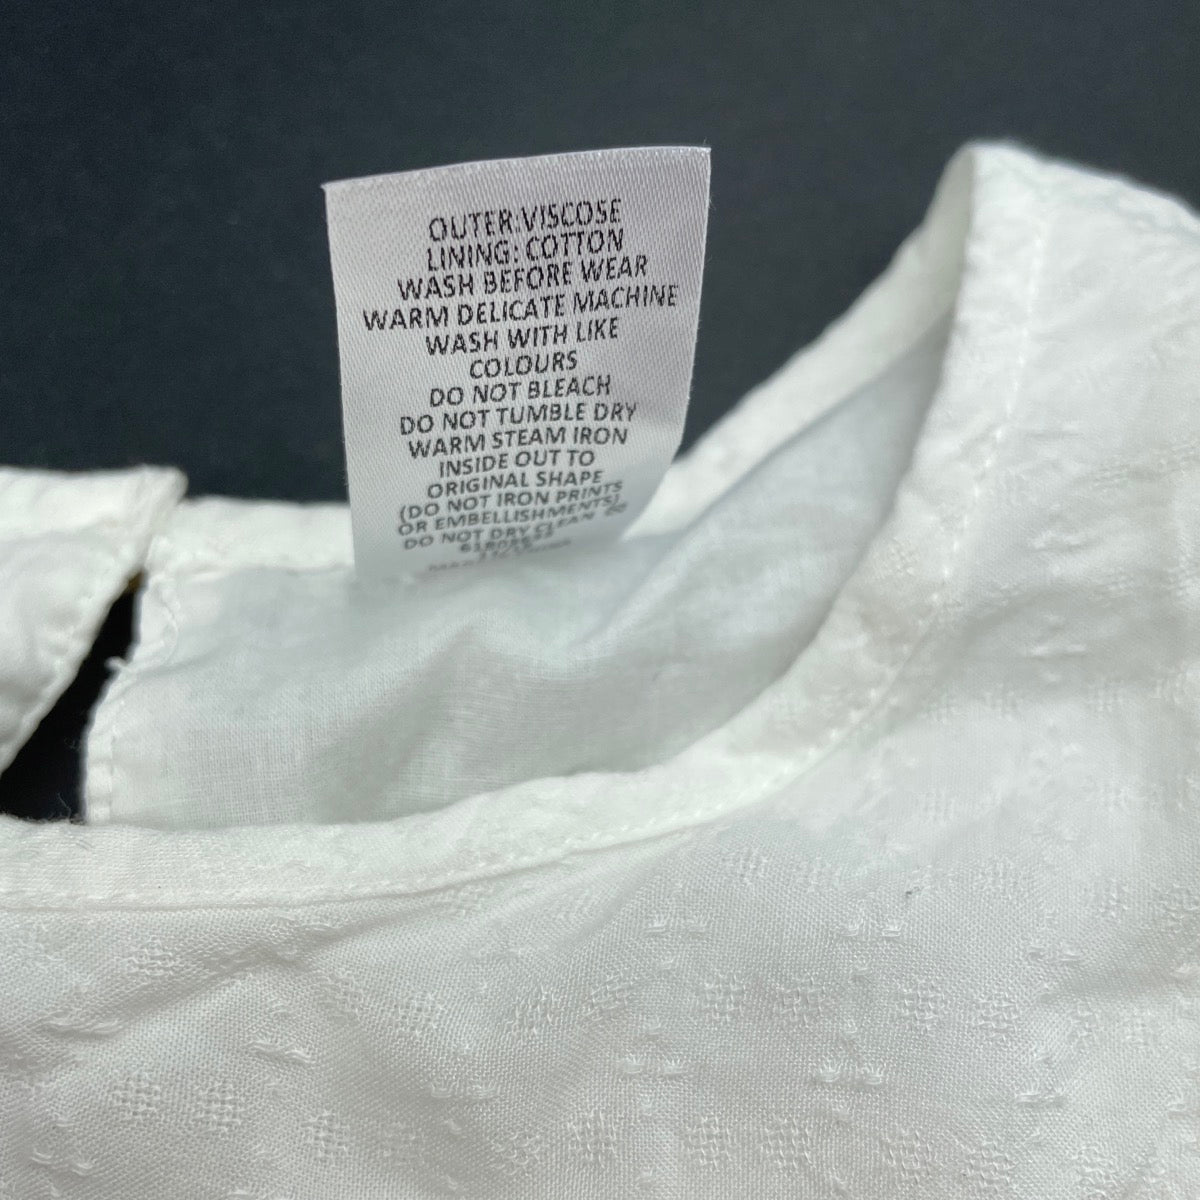 OUTER:VISCOSE
LINING: COTTON
WASH BEFORE WEAR
WARM DELICATE MACHINE
WASH WITH LIKE
COLOURS
DO NOT BLEACH
DO NOT TUMBLE DRY
WARM STEAM IRON
INSIDE OUT TO
ORIGINAL SHAPE
(DO NOT IRON PRINTS
OR EMBELLISHMENTS)
DO NOT DRY CLEAN